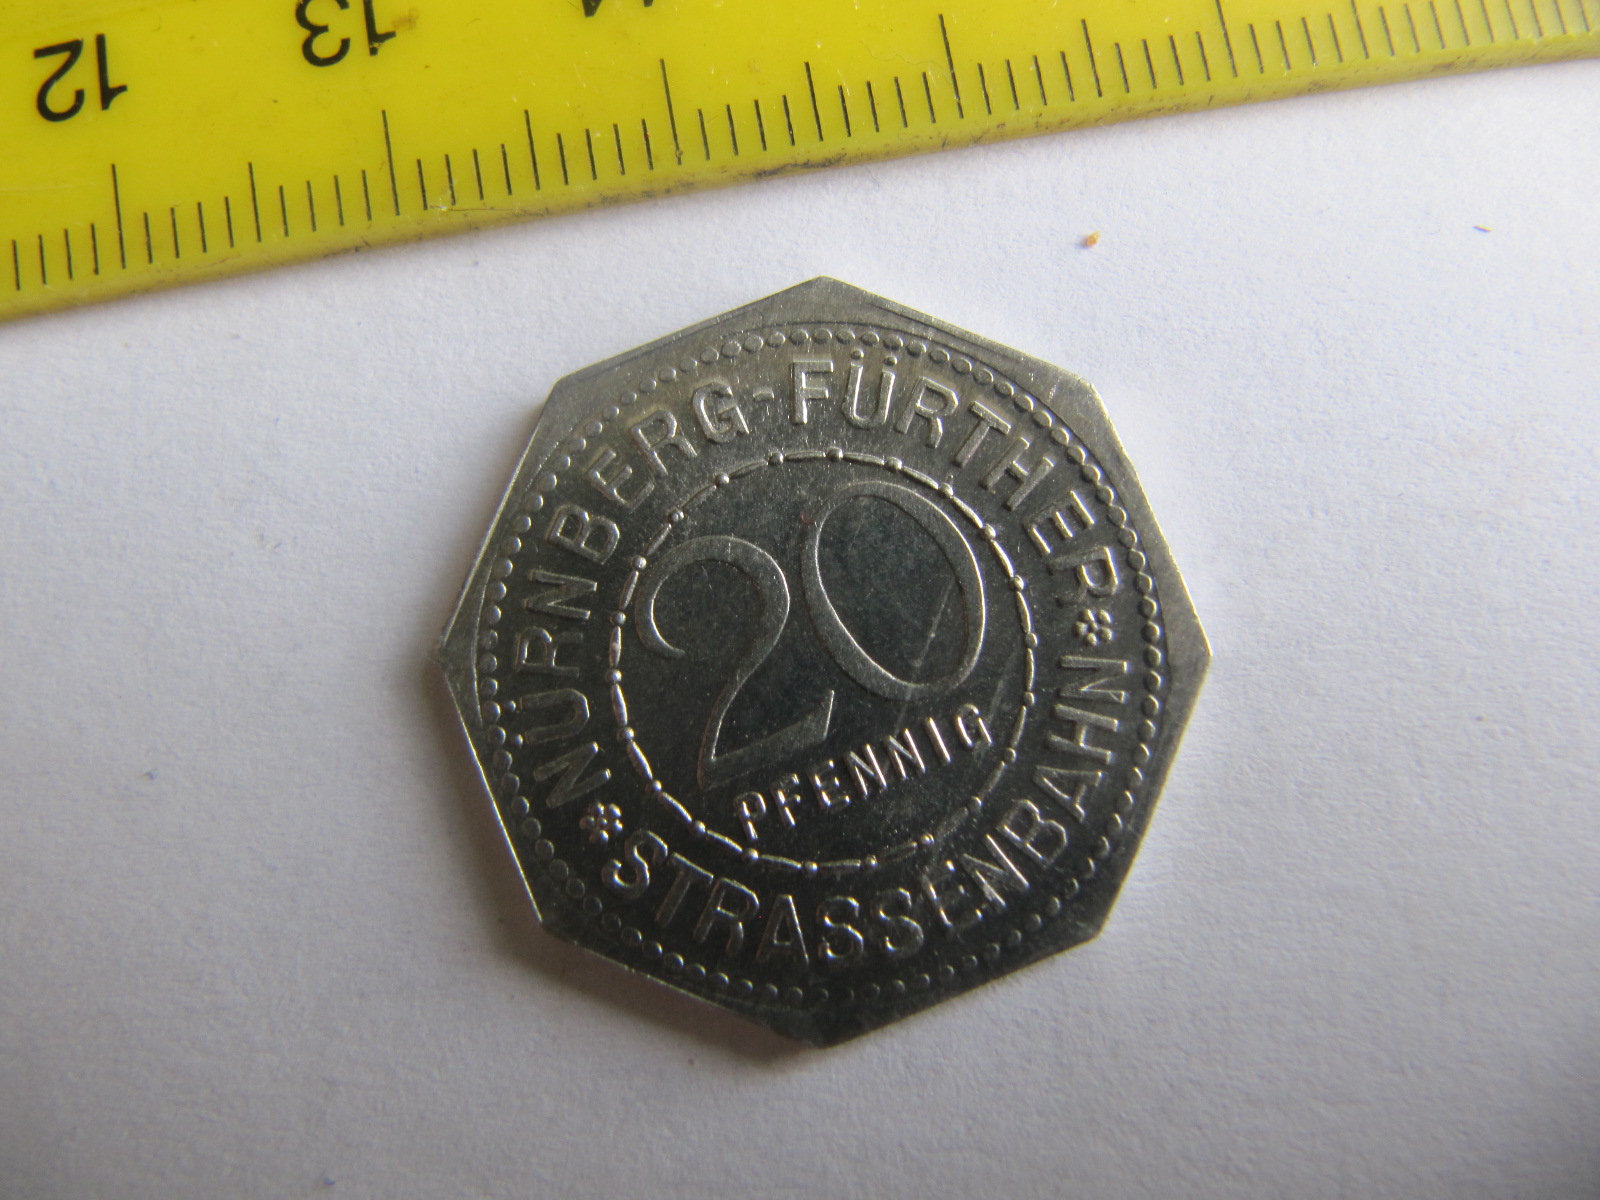 12 13 14
NÜRNBERG-FÜRTHER
STRASSENBAHN
20
PFENNIG